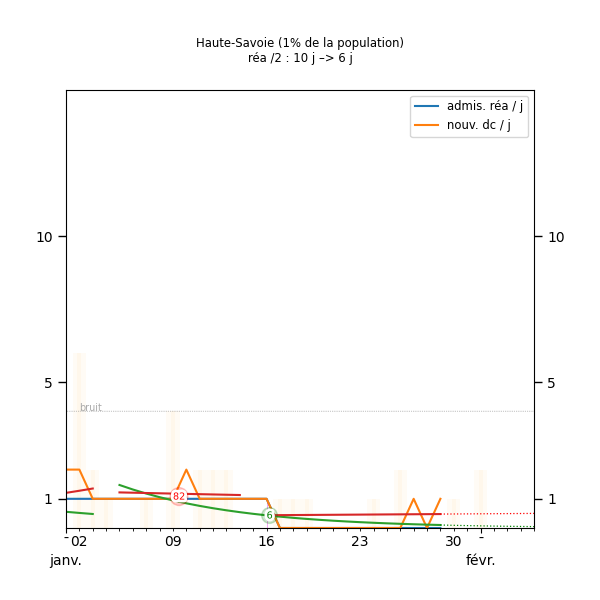 Haute-Savoie (1% de la population)
réa /2 : 10 j –> 6 j
admis. réa / j
nouv. dc / j
10 10
5 5
bruit
82
1 1
6
- 02 09 16 23 30 -
janv. févr.